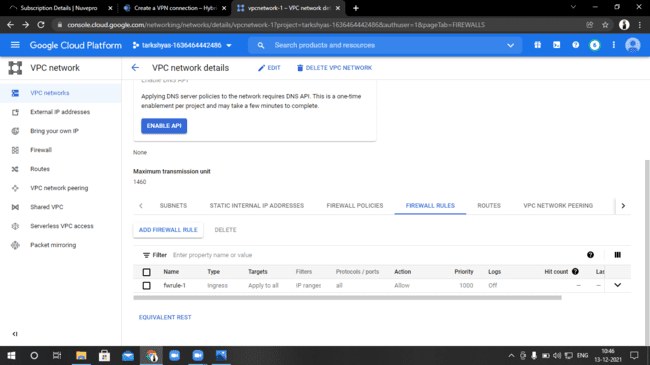 Subscription Details | Nuvepro
Create a VPN connection – Hybr
vpcnetwork-1 – VPC network det
console.cloud.google.com/networking/networks/details/vpcnetwork-1?project=tarkshyas-1636464442486&authuser=1&pageTab=FIREWALLS
Google Cloud Platform
tarkshyas-1636464442486
Search products and resources
6
VPC network
VPC network details
EDIT
DELETE VPC NETWORK
VPC networks
External IP addresses
Bring your own IP
Firewall
Routes
VPC network peering
Shared VPC
Serverless VPC access
Packet mirroring
Enable DNS API
Applying DNS server policies to the network requires DNS API. This is a one-time
enablement per project and may take a few minutes to complete.
ENABLE API
None
Maximum transmission unit
1460
SUBNETS STATIC INTERNAL IP ADDRESSES FIREWALL POLICIES FIREWALL RULES ROUTES VPC NETWORK PEERING
ADD FIREWALL RULE DELETE
Filter Enter property name or value
Name Type Targets Filters Protocols / ports Action Priority Logs Hit count Las
fwrule-1 Ingress Apply to all IP ranges all Allow 1000 Off — —
EQUIVALENT REST
ENG
10:46
13-12-2021